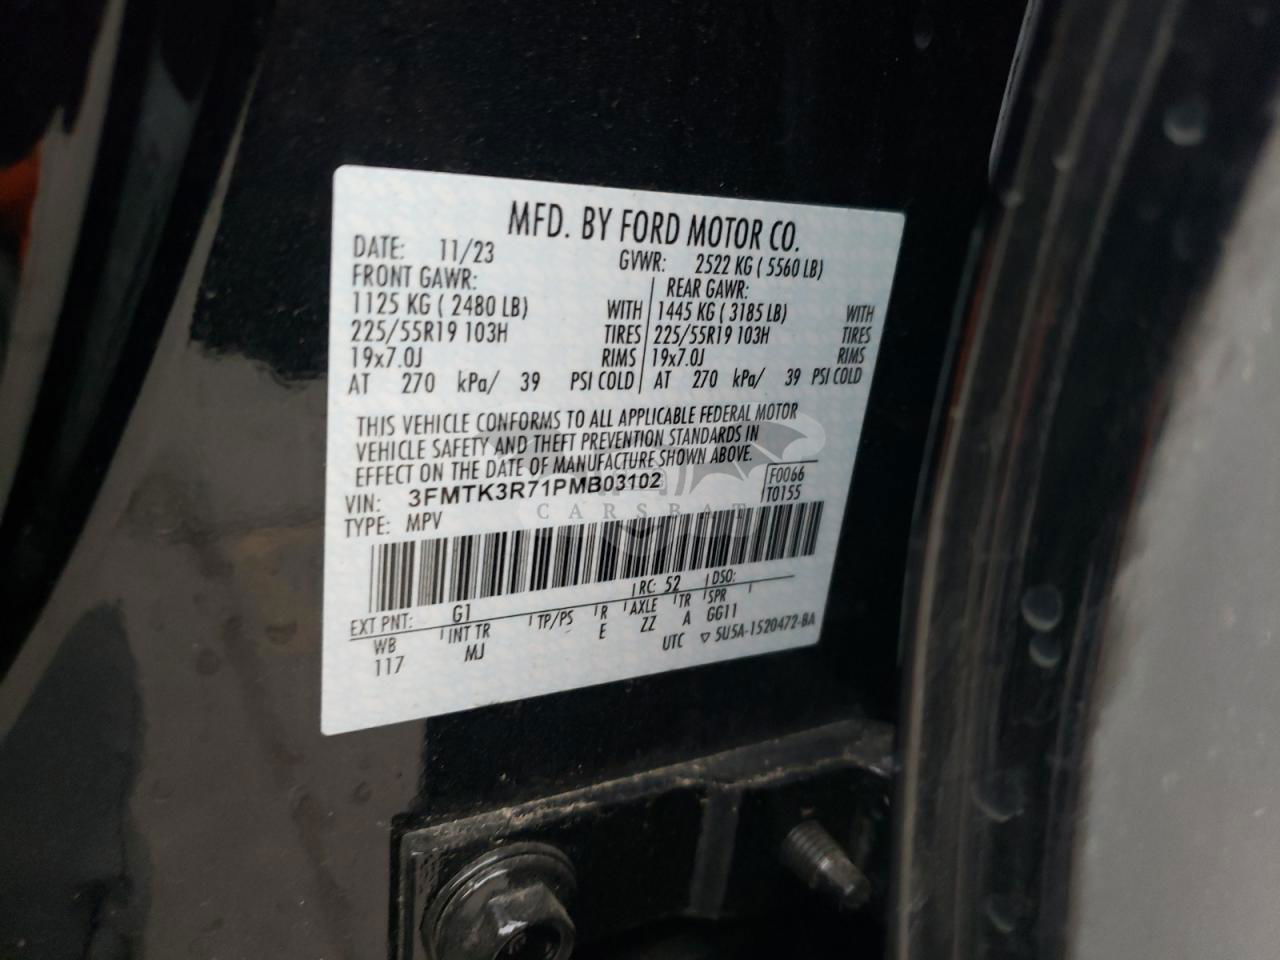 MFD. BY FORD MOTOR CO.
DATE: 11/23 GVWR: 2522 KG ( 5560 LB)
FRONT GAWR: REAR GAWR:
1125 KG ( 2480 LB) WITH 1445 KG ( 3185 LB) WITH
225/55R19 103H TIRES 225/55R19 103H TIRES
19x7.0J RIMS 19x7.0J RIMS
AT 270 kPa/ 39 PSI COLD AT 270 kPa/ 39 PSI COLD
THIS VEHICLE CONFORMS TO ALL APPLICABLE FEDERAL MOTOR
VEHICLE SAFETY AND THEFT PREVENTION STANDARDS IN
EFFECT ON THE DATE OF MANUFACTURE SHOWN ABOVE.
VIN: 3FMTK3R71PMB03102 F0066
TYPE: MPV T0155
CARSBAT
EXT PNT: G1 RC: 52 DSO:
WB INT TR TP/PS R AXLE TR SPR
117 MJ E ZZ A GG11
UTC ▽ 5U5A-1520472-BA